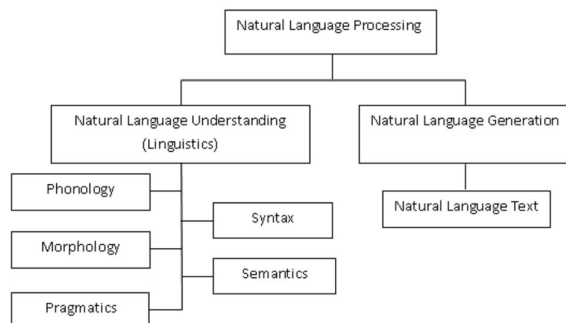 Natural Language Processing
Natural Language Understanding
(Linguistics)
Natural Language Generation
Phonology
Natural Language Text
Syntax
Morphology
Semantics
Pragmatics